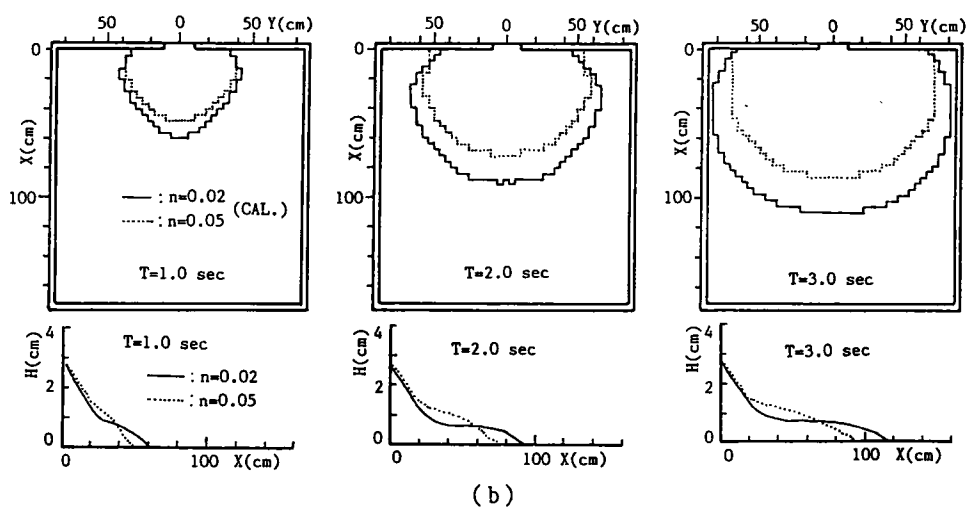 50 0 50 Y(cm)
50 0 50 Y(cm)
50 0 50 Y(cm)
0
X(cm)
100
— : n=0.02
(CAL.)
······ : n=0.05
T=1.0 sec
0
X(cm)
100
T=2.0 sec
0
X(cm)
100
T=3.0 sec
4
H(cm)
2
0
T=1.0 sec
— : n=0.02
······ : n=0.05
0 100 X(cm)
4
H(cm)
2
0
T=2.0 sec
0 100 X(cm)
4
H(cm)
2
0
T=3.0 sec
0 100 X(cm)
(b)